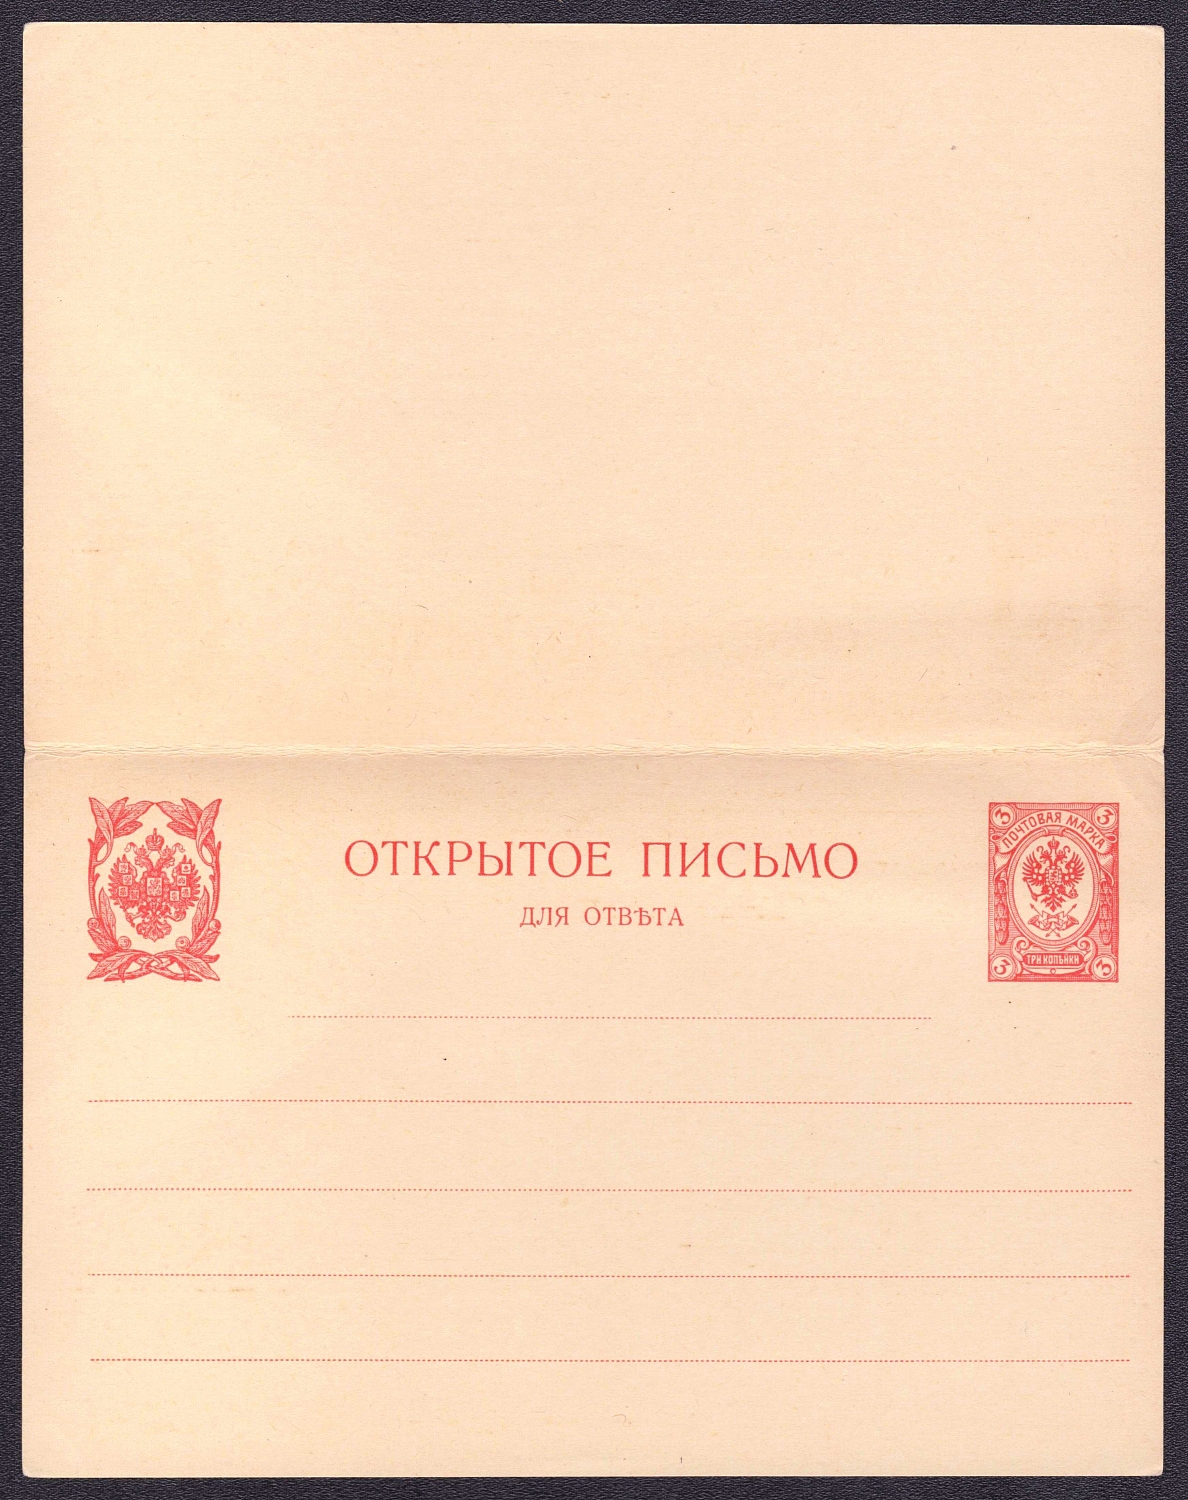 ОТКРЫТОЕ ПИСЬМО
ДЛЯ ОТВѢТА
3 3
ПОЧТОВАЯ МАРКА
ТРИ КОПѢЙКИ
3 3